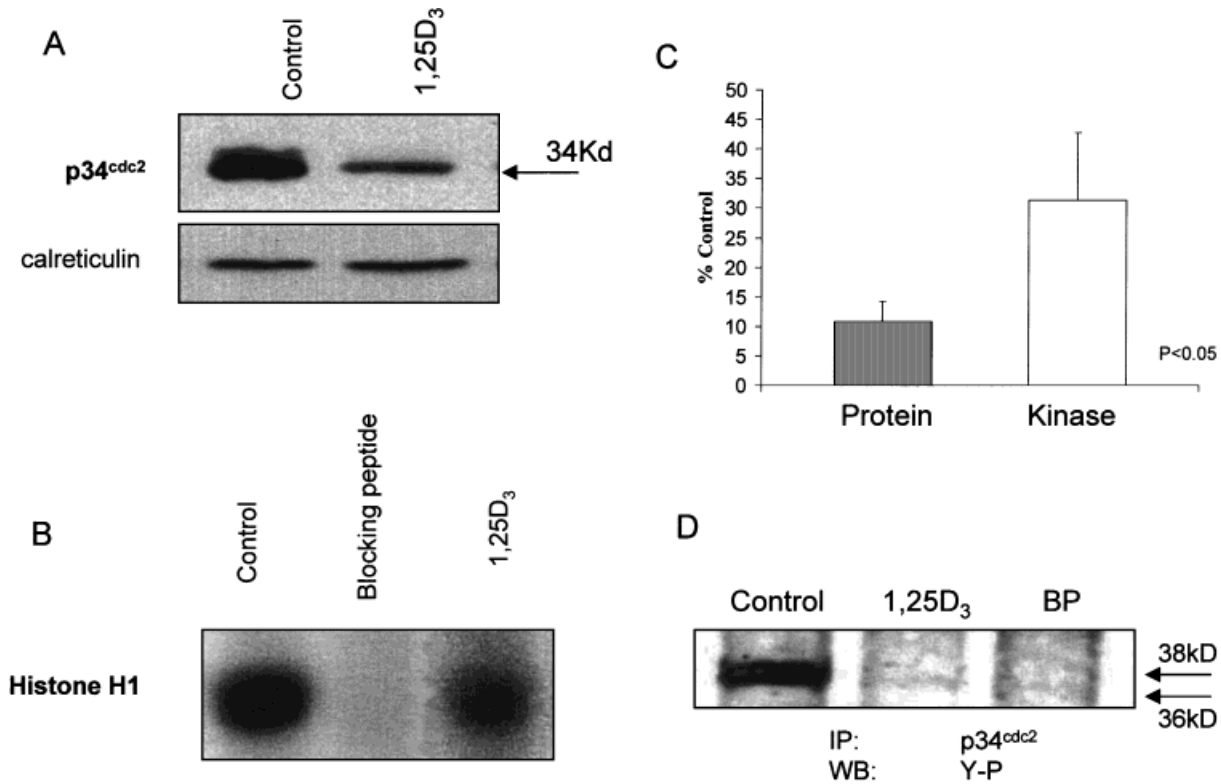 A
Control
1,25D₃
p34ᶜᵈᶜ²
34Kd
calreticulin
B
Control
Blocking peptide
1,25D₃
Histone H1
C
% Control
50
45
40
35
30
25
20
15
10
5
0
Protein
Kinase
P<0.05
D
Control
1,25D₃
BP
38kD
36kD
IP: p34ᶜᵈᶜ²
WB: Y-P